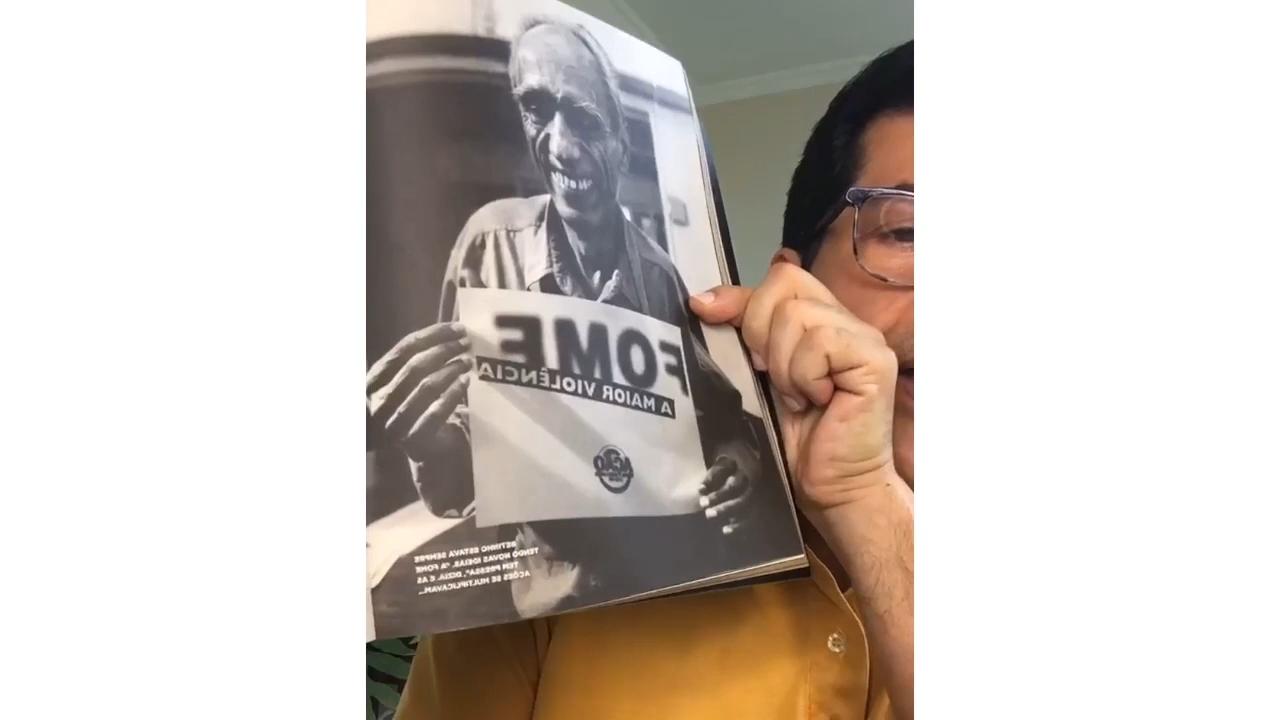 FOME
A MAIOR VIOLÊNCIA
BETINHO ESTAVA SEMPRE
TENDO NOVAS IDEIAS. "A FOME
TEM PRESSA", DIZIA. E AS
AÇÕES SE MULTIPLICAVAM...